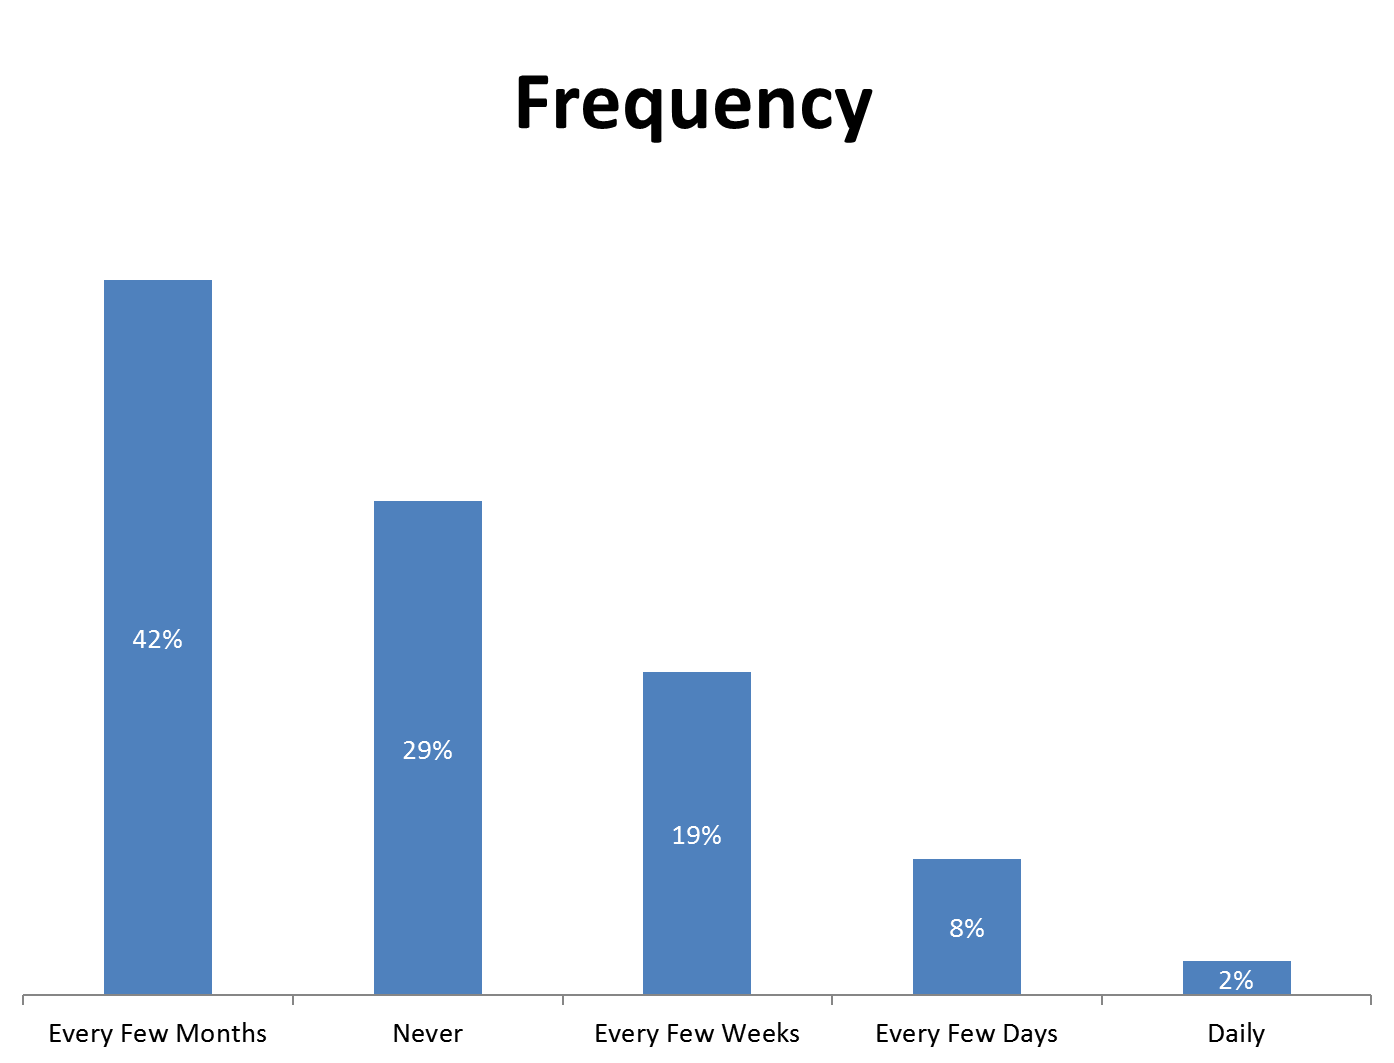 Frequency
42%
29%
19%
8%
2%
Every Few Months
Never
Every Few Weeks
Every Few Days
Daily